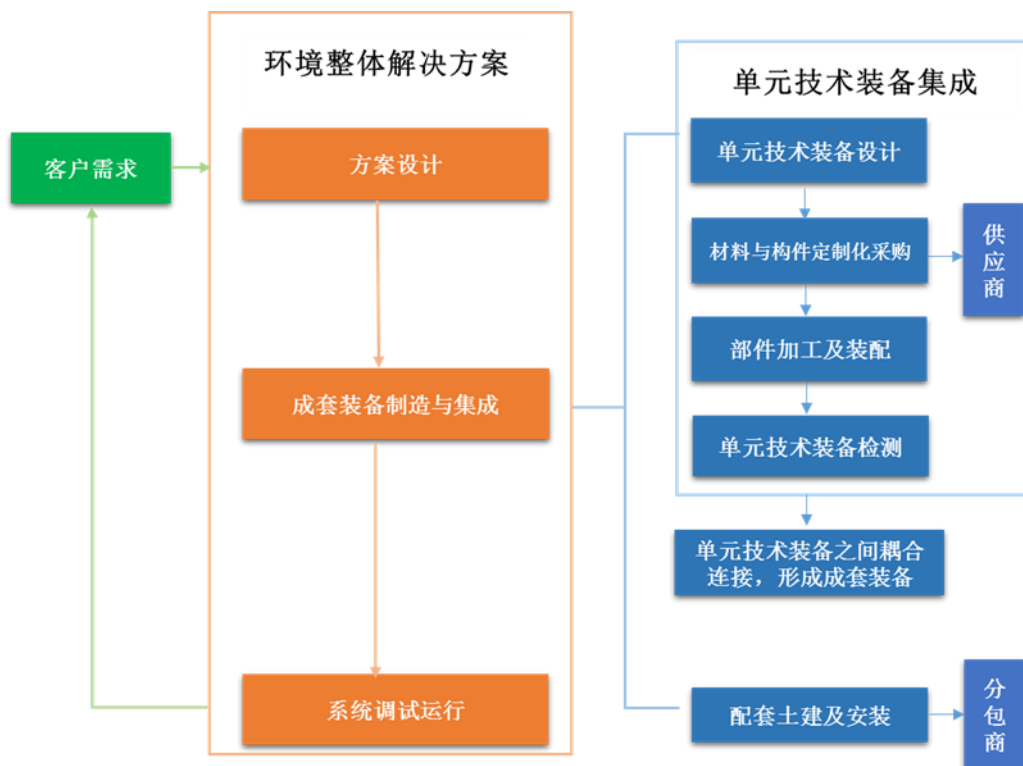 客户需求
环境整体解决方案
方案设计
成套装备制造与集成
系统调试运行
单元技术装备集成
单元技术装备设计
材料与构件定制化采购
部件加工及装配
单元技术装备检测
单元技术装备之间耦合
连接，形成成套装备
配套土建及安装
供
应
商
分
包
商